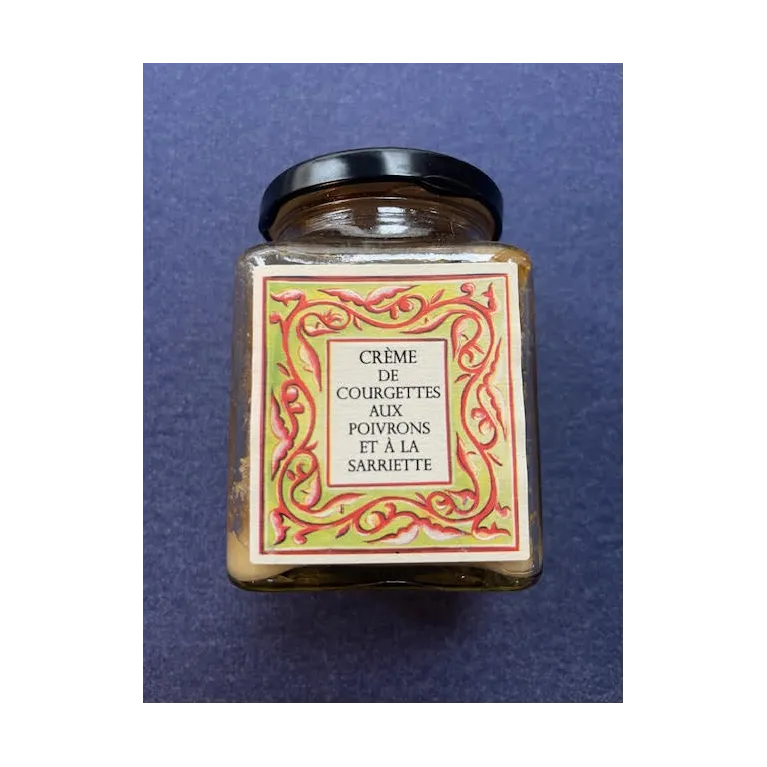 CRÈME
DE
COURGETTES
AUX
POIVRONS
ET À LA
SARRIETTE